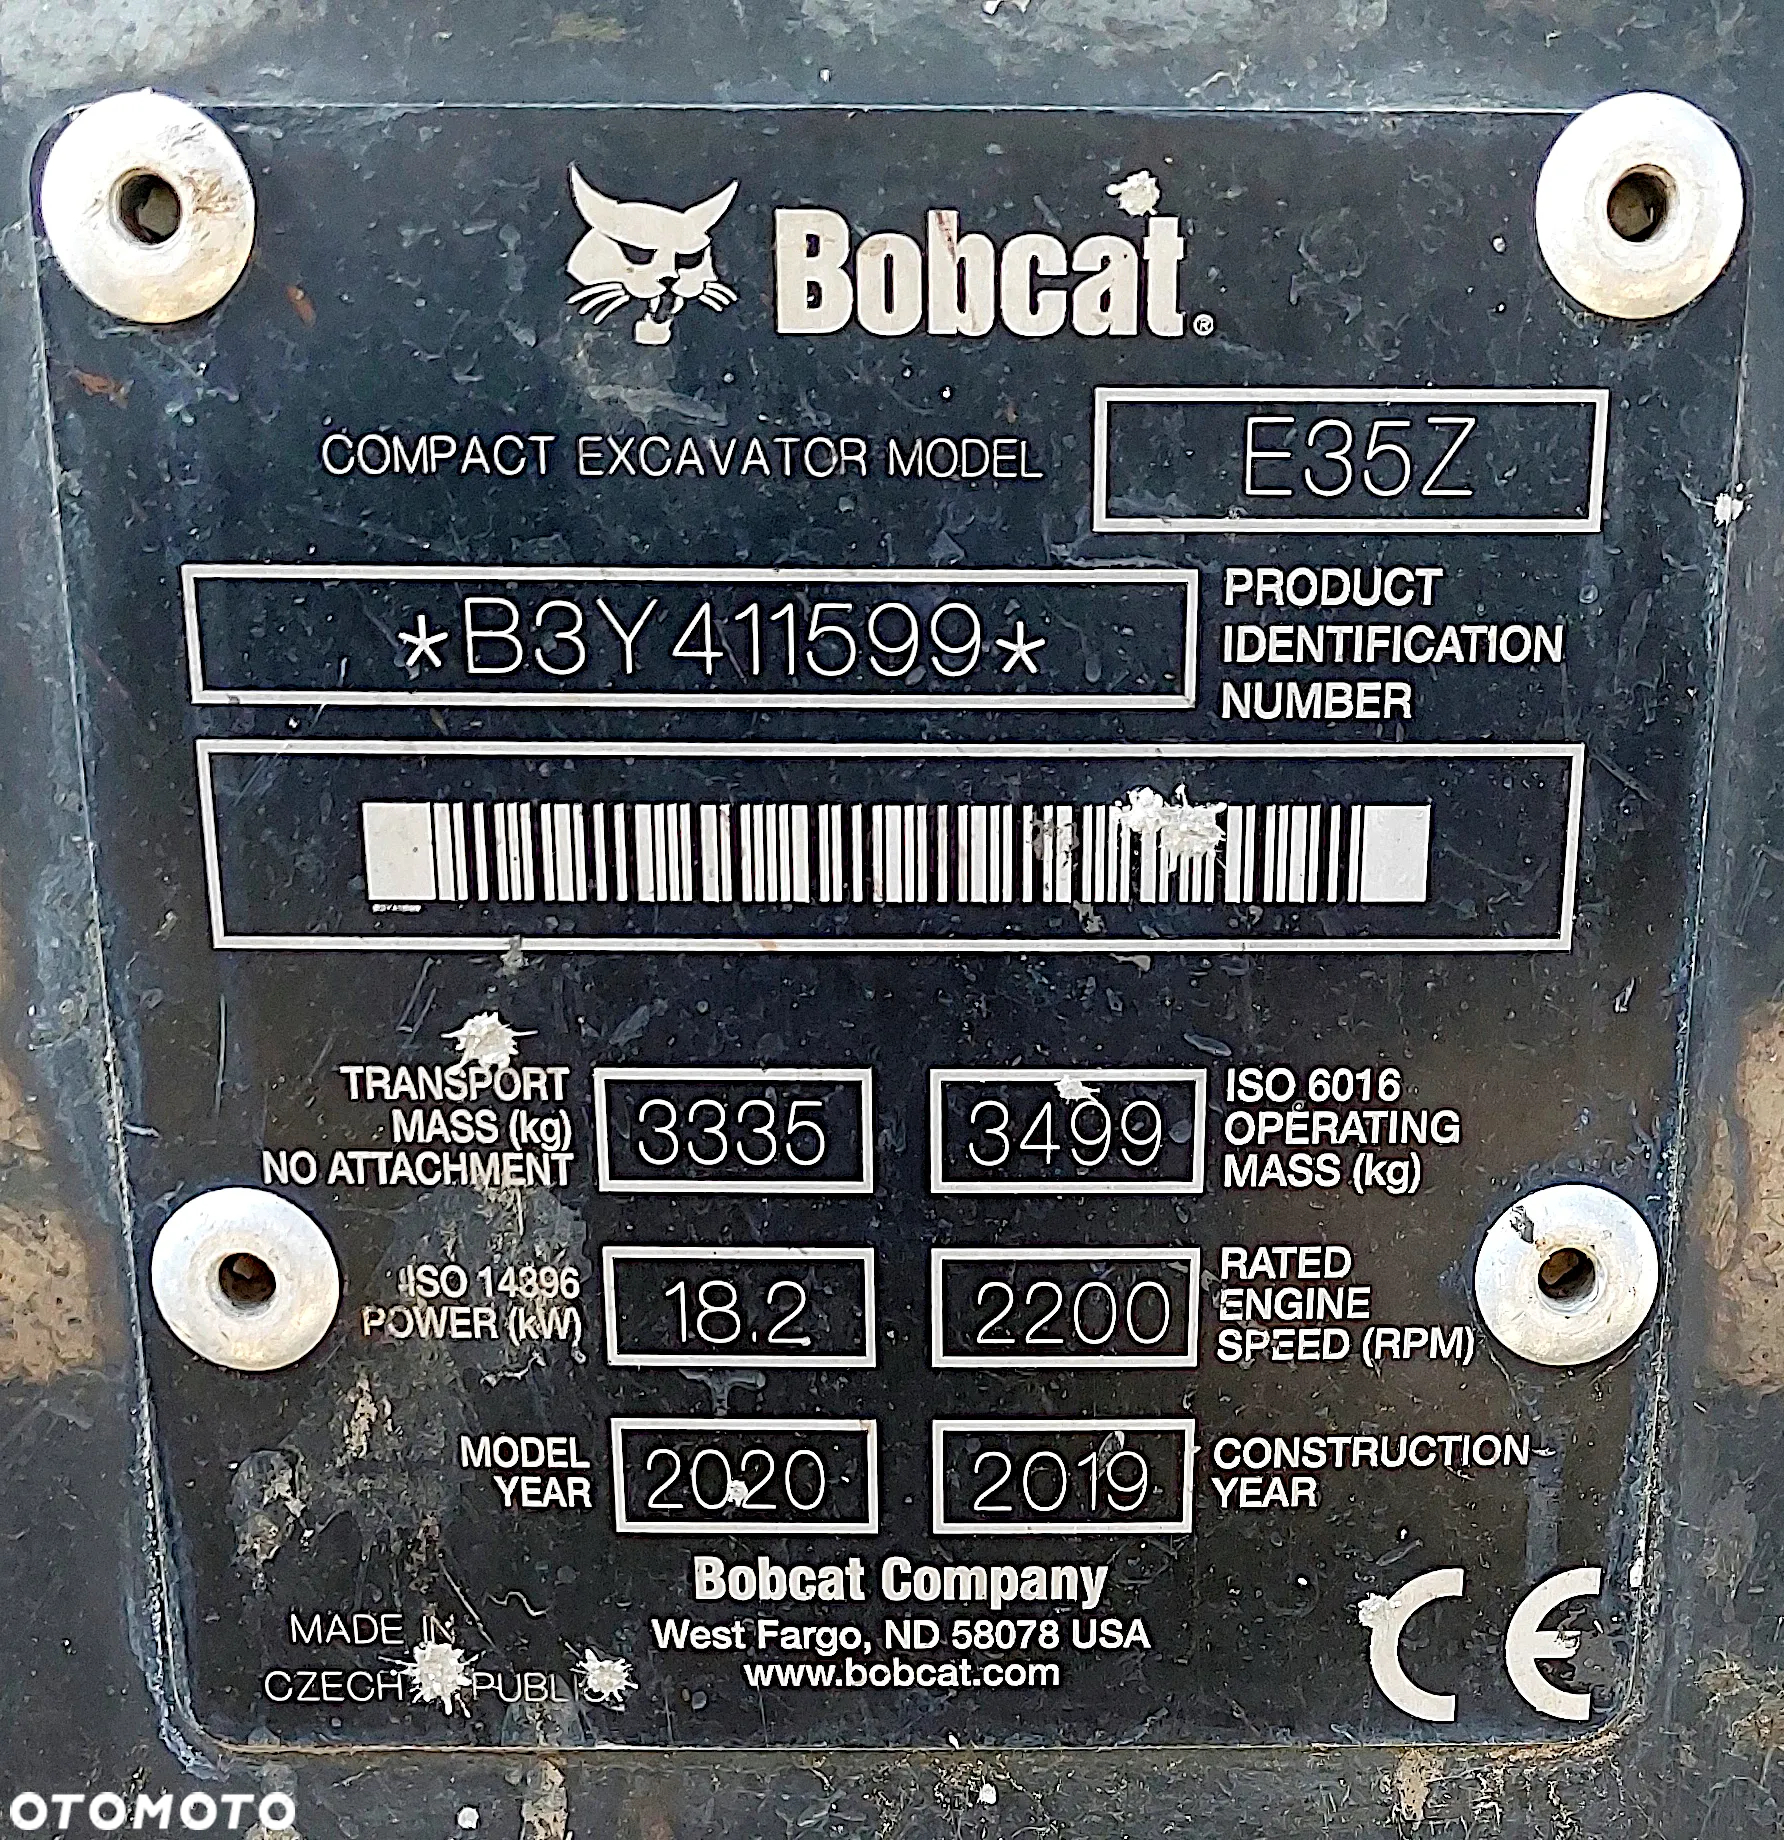 Bobcat®
COMPACT EXCAVATOR MODEL E35Z
*B3Y411599*
PRODUCT
IDENTIFICATION
NUMBER
TRANSPORT
MASS (kg)
NO ATTACHMENT
3335
3499
ISO 6016
OPERATING
MASS (kg)
ISO 14396
POWER (kW)
18.2
2200
RATED
ENGINE
SPEED (RPM)
MODEL
YEAR
2020
2019
CONSTRUCTION
YEAR
Bobcat Company
West Fargo, ND 58078 USA
www.bobcat.com
MADE IN
CZECH
CE
OTOMOTO